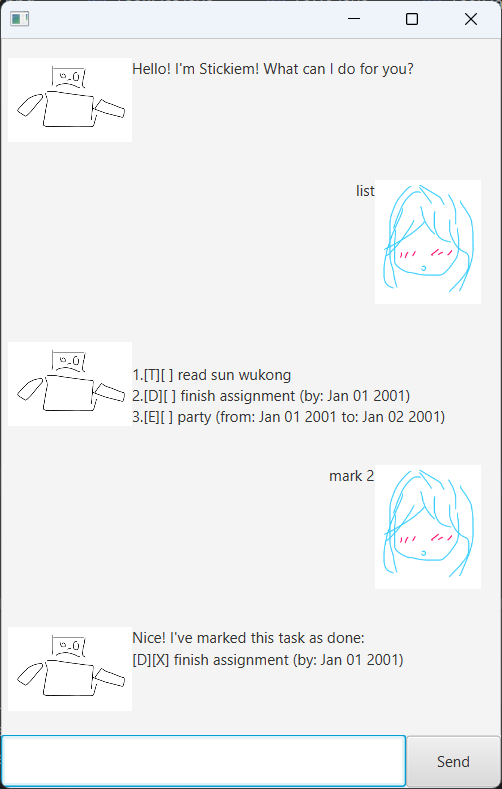 Hello! I'm Stickiem! What can I do for you?
list
1.[T][ ] read sun wukong
2.[D][ ] finish assignment (by: Jan 01 2001)
3.[E][ ] party (from: Jan 01 2001 to: Jan 02 2001)
mark 2
Nice! I've marked this task as done:
[D][X] finish assignment (by: Jan 01 2001)
Send